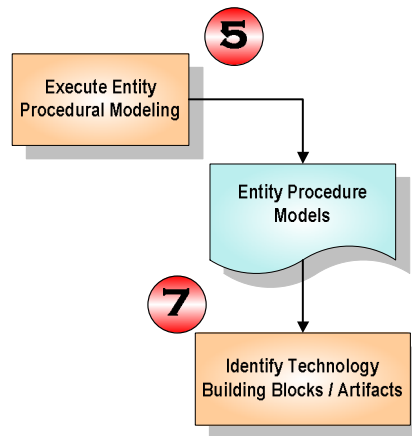 5
Execute Entity
Procedural Modeling
Entity Procedure
Models
7
Identify Technology
Building Blocks / Artifacts